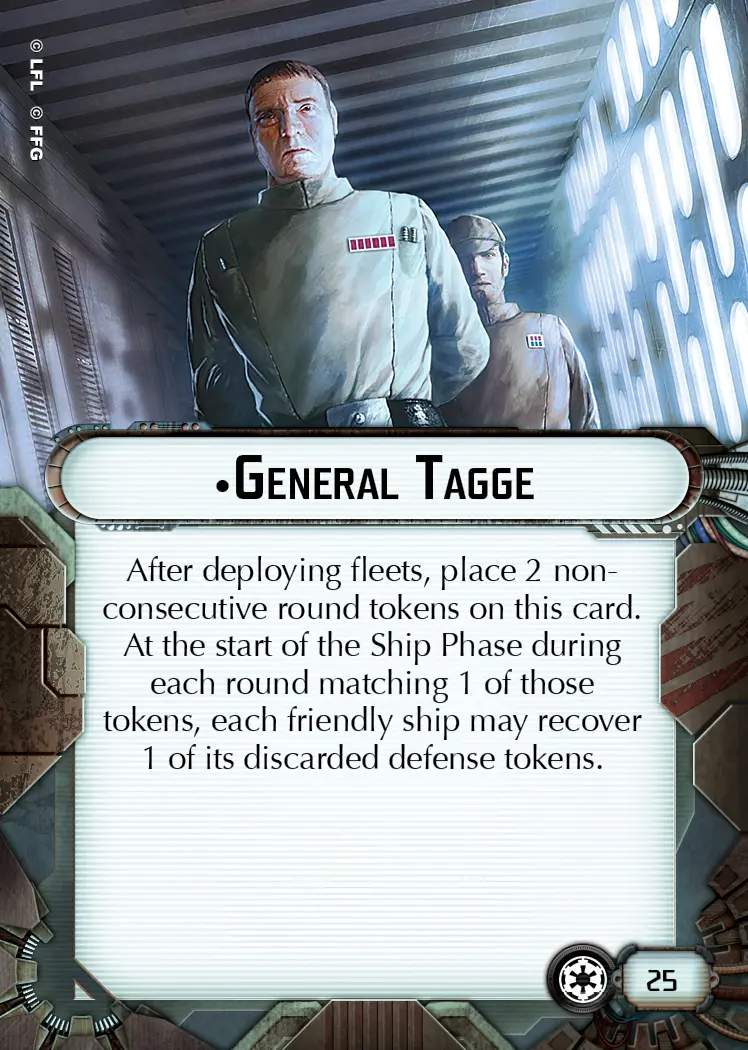 © LFL © FFG
•General Tagge
After deploying fleets, place 2 non-
consecutive round tokens on this card.
At the start of the Ship Phase during
each round matching 1 of those
tokens, each friendly ship may recover
1 of its discarded defense tokens.
25